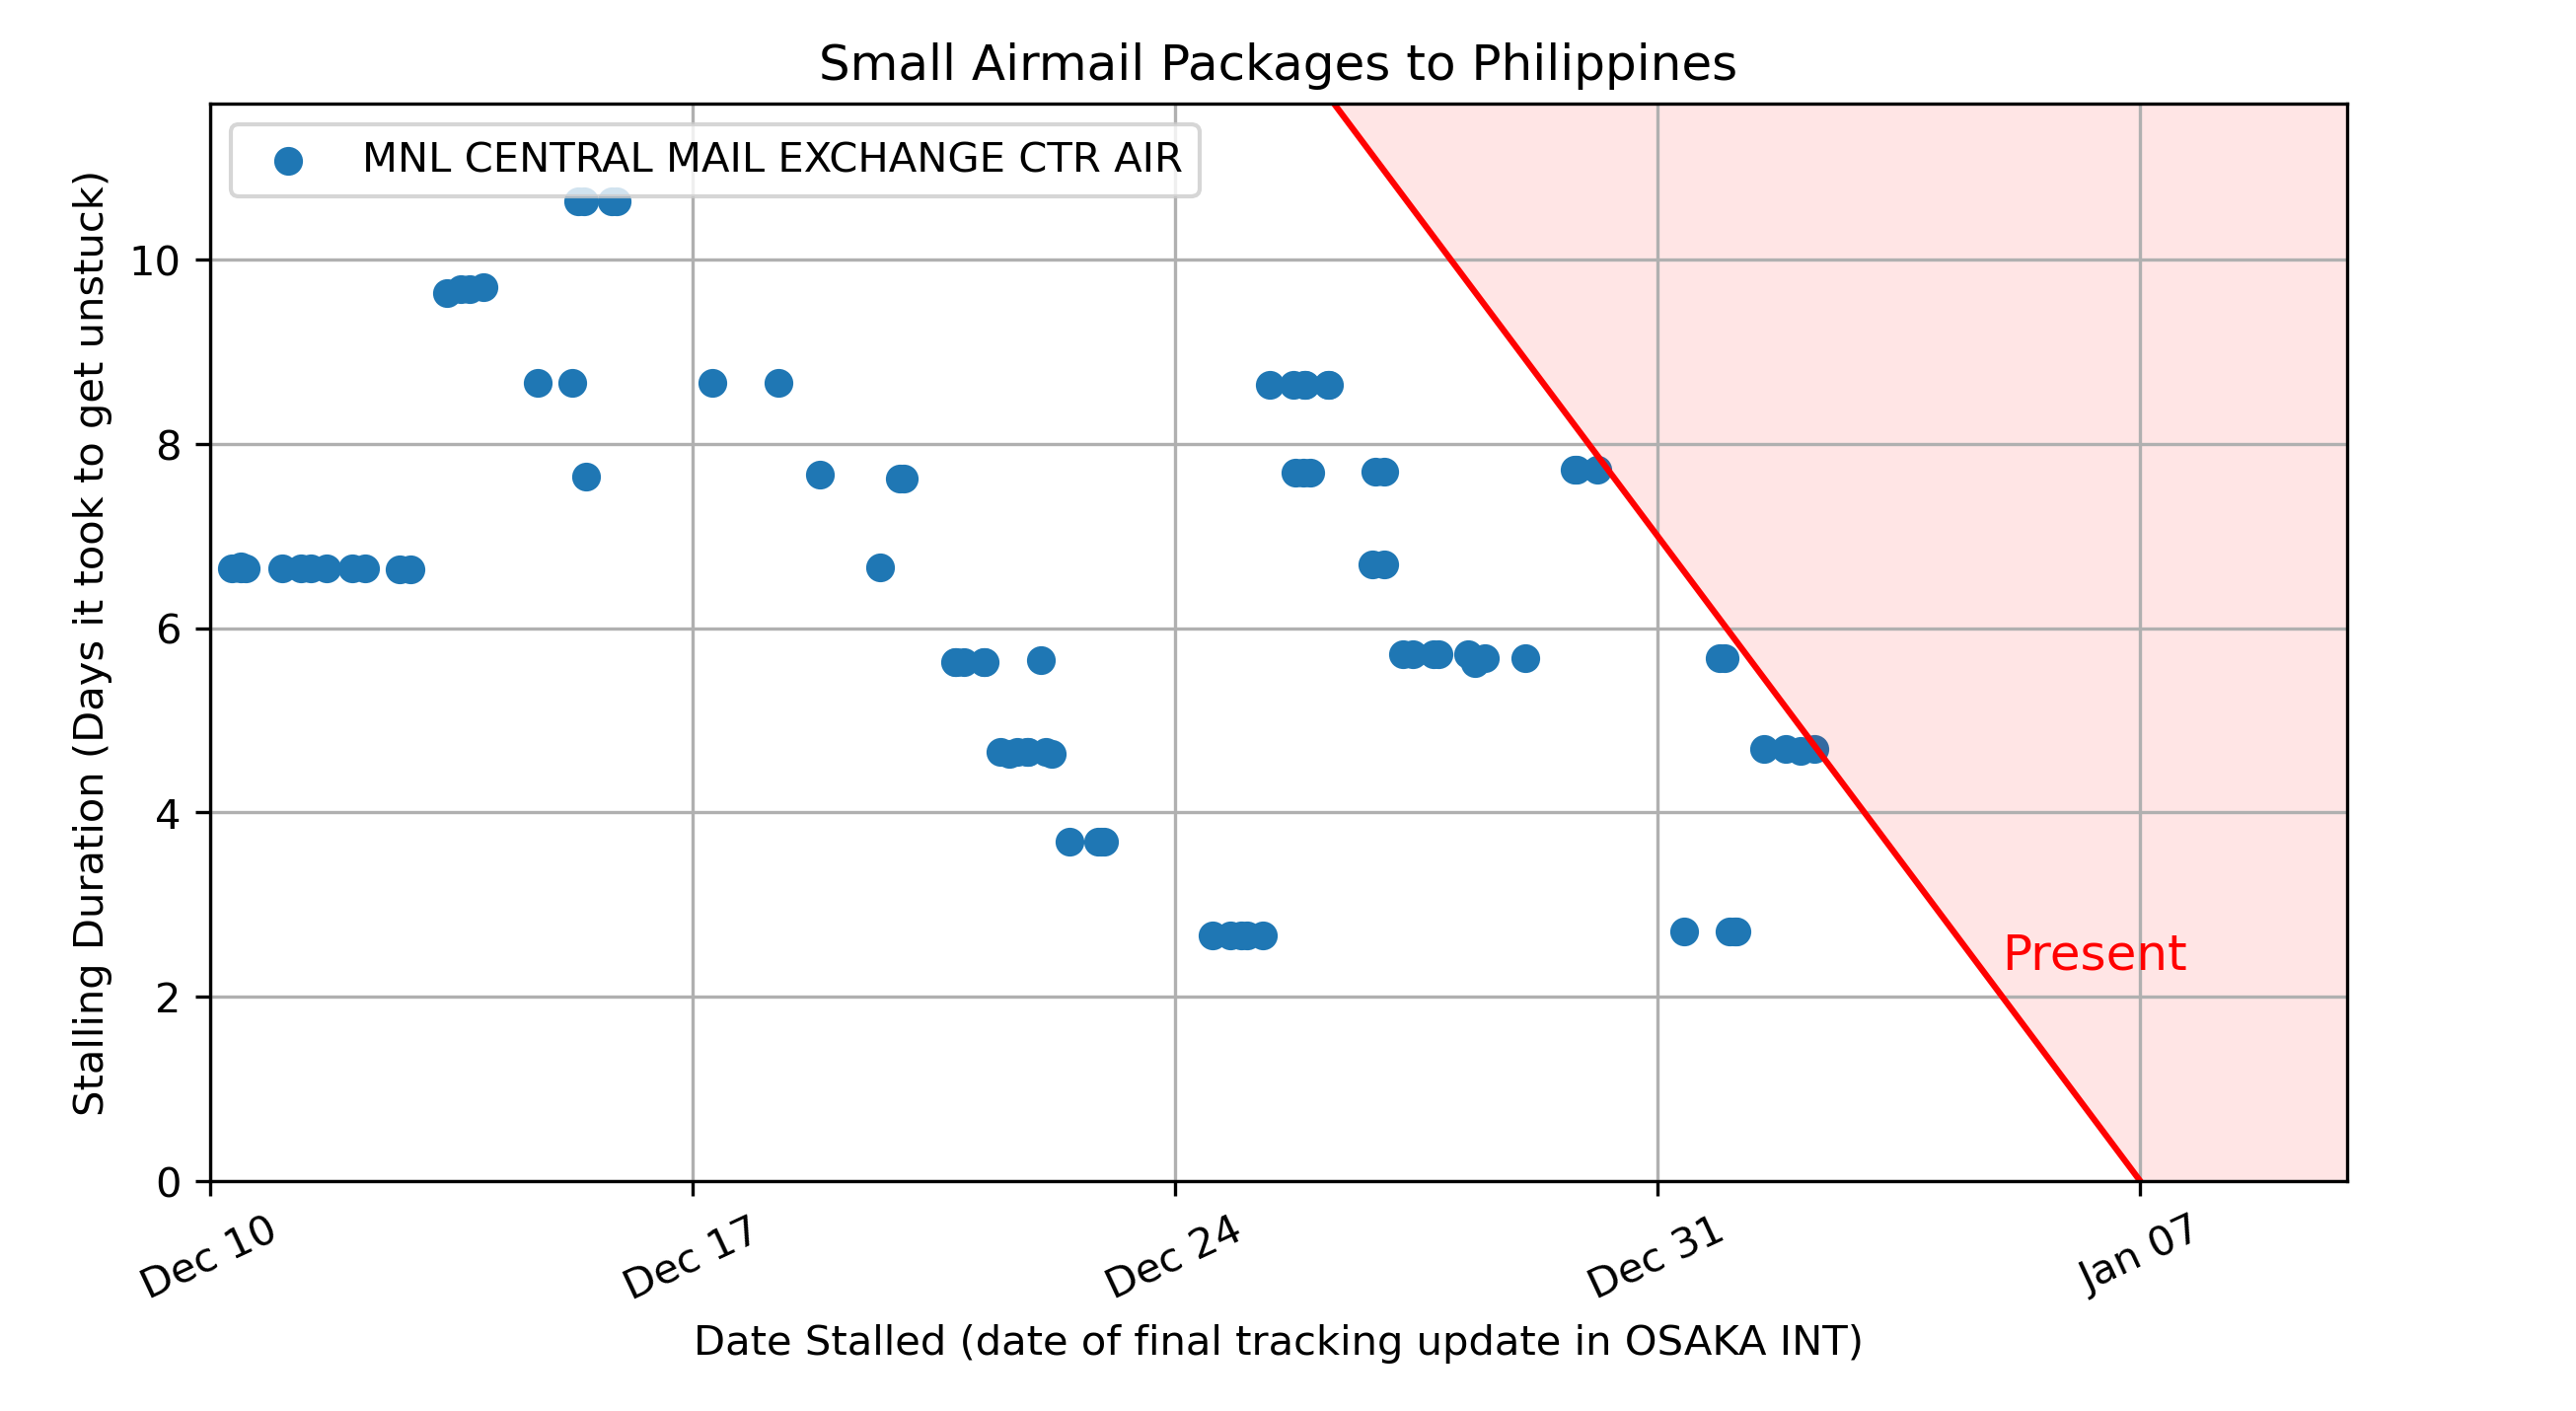 Small Airmail Packages to Philippines
MNL CENTRAL MAIL EXCHANGE CTR AIR
Stalling Duration (Days it took to get unstuck)
10
8
6
4
2
0
Present
Dec 10
Dec 17
Dec 24
Dec 31
Jan 07
Date Stalled (date of final tracking update in OSAKA INT)